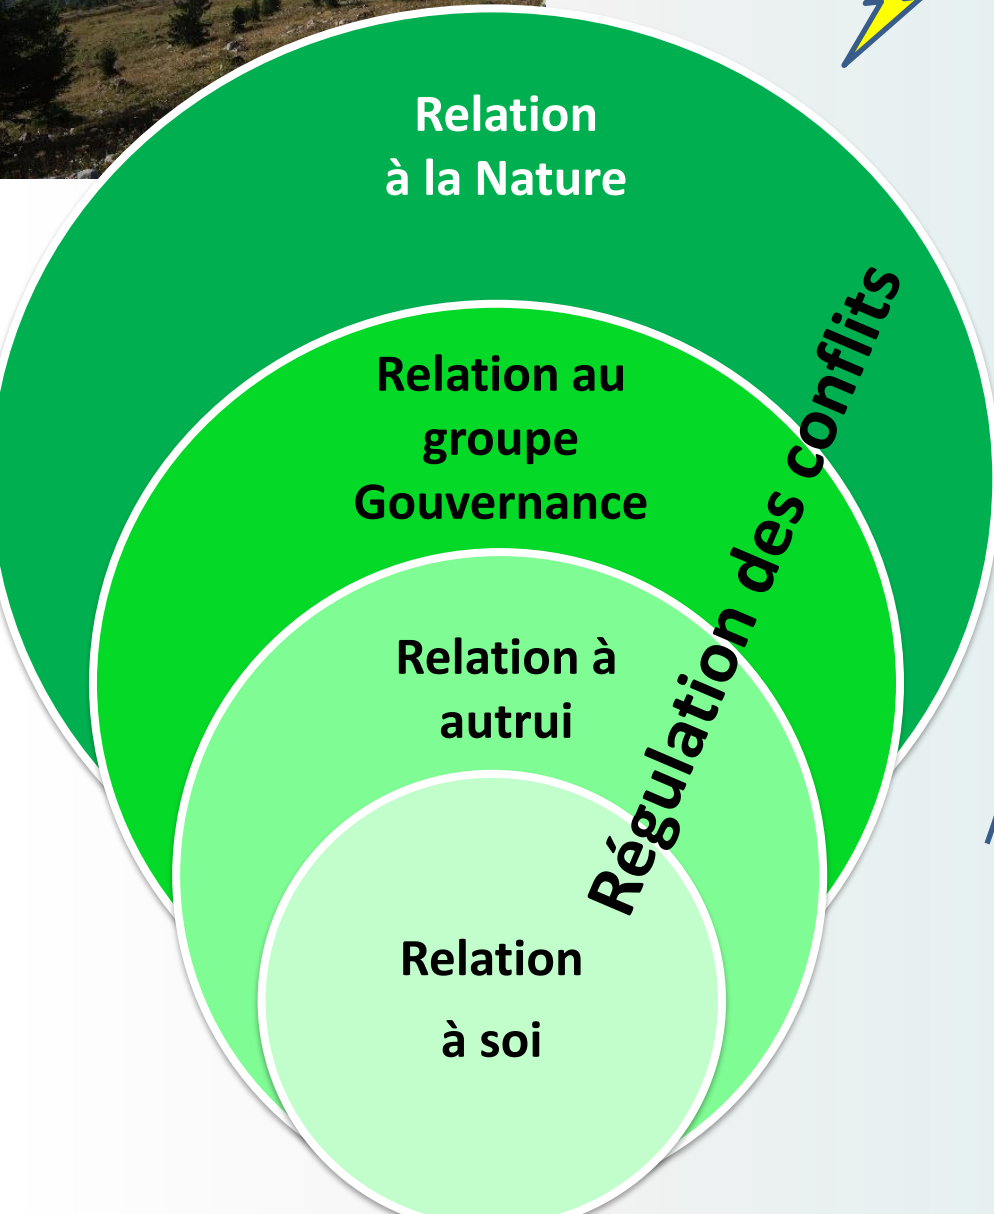 Relation
à la Nature
Relation au
groupe
Gouvernance
Relation à
autrui
Relation
à soi
Régulation des conflits